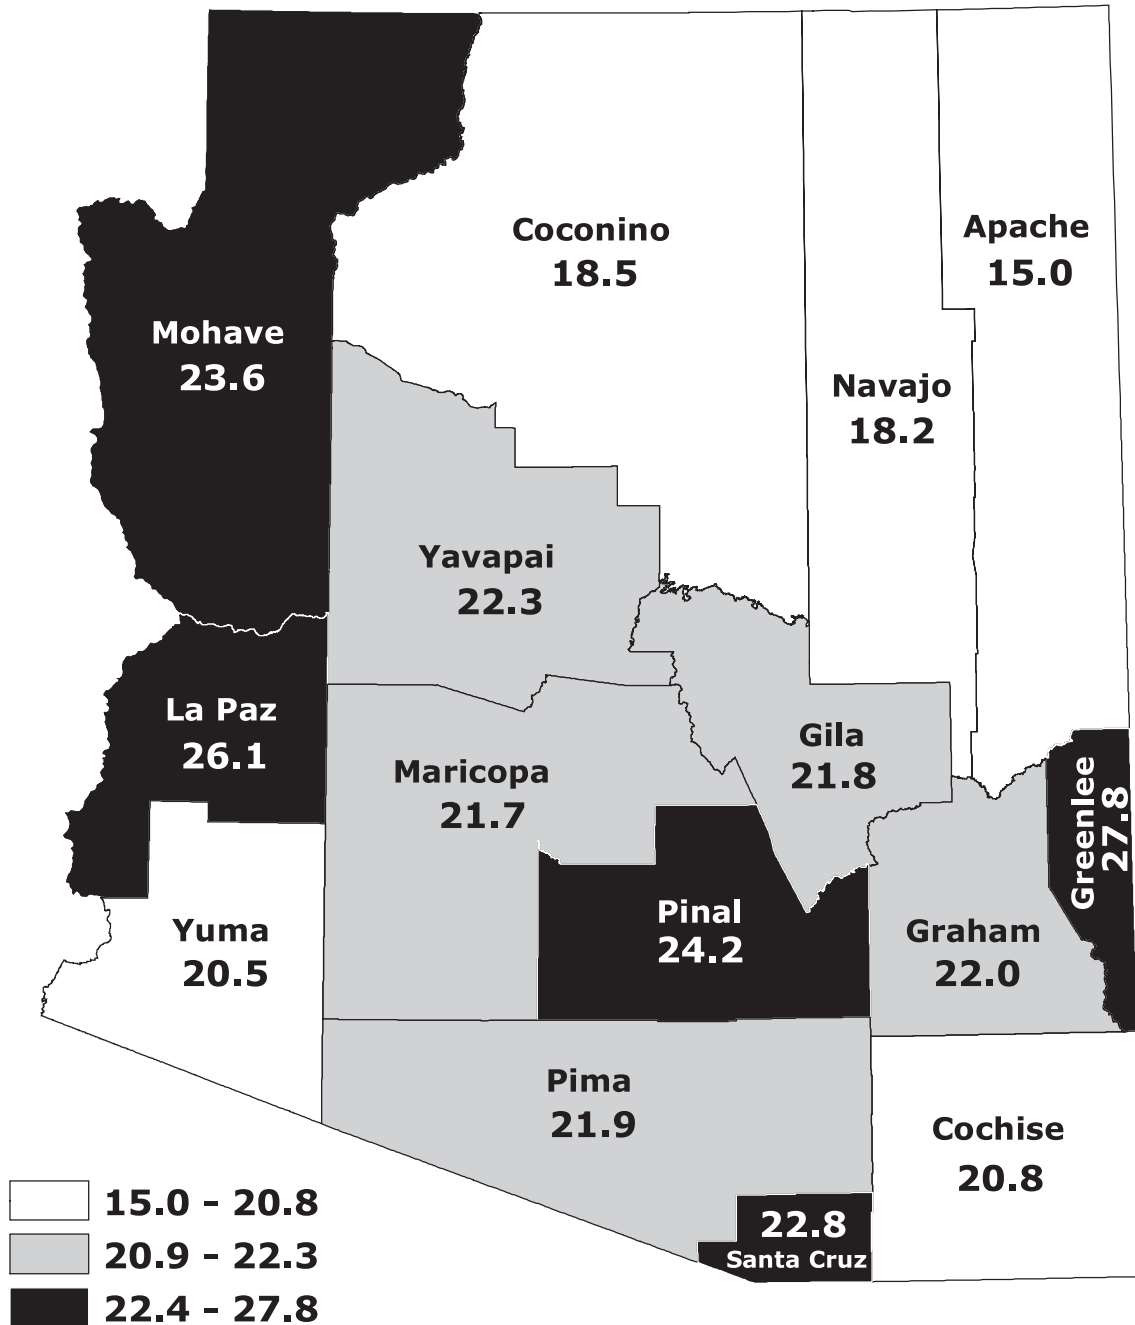 Coconino
18.5
Apache
15.0
Mohave
23.6
Navajo
18.2
Yavapai
22.3
La Paz
26.1
Maricopa
21.7
Gila
21.8
Greenlee
27.8
Yuma
20.5
Pinal
24.2
Graham
22.0
Pima
21.9
Cochise
20.8
22.8
Santa Cruz
15.0 - 20.8
20.9 - 22.3
22.4 - 27.8